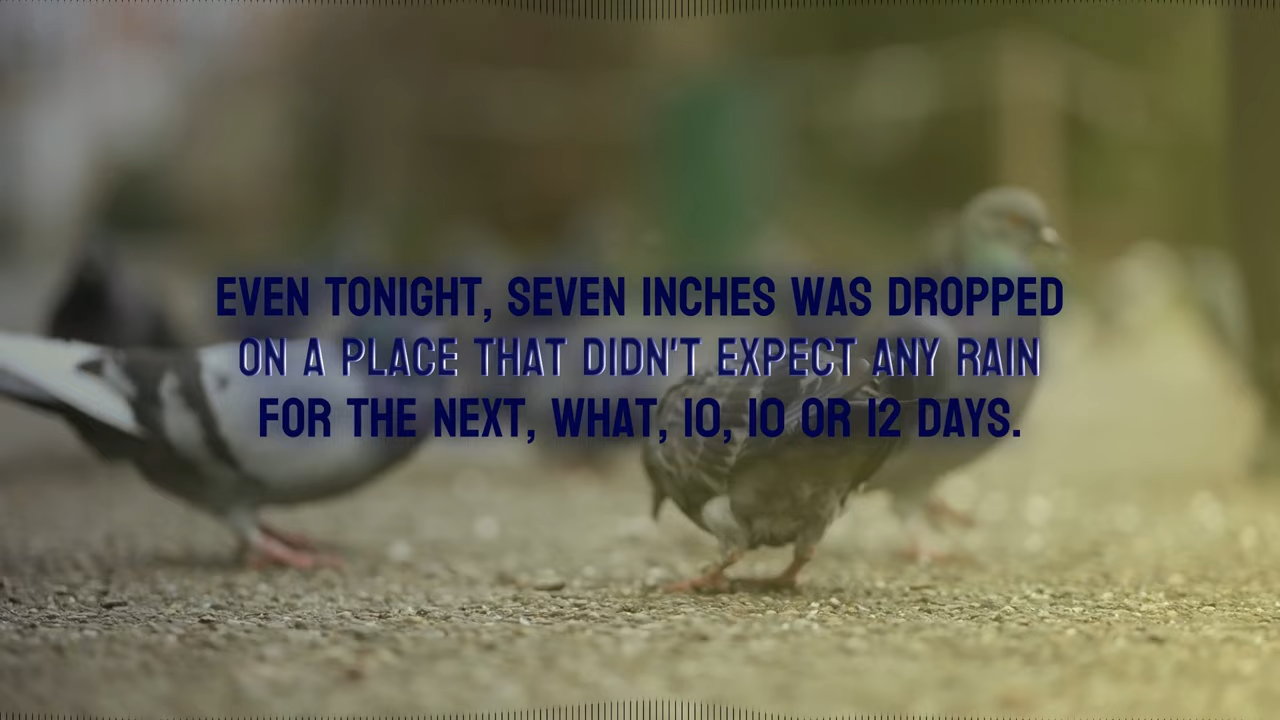 EVEN TONIGHT, SEVEN INCHES WAS DROPPED
ON A PLACE THAT DIDN'T EXPECT ANY RAIN
FOR THE NEXT, WHAT, 10, 10 OR 12 DAYS.